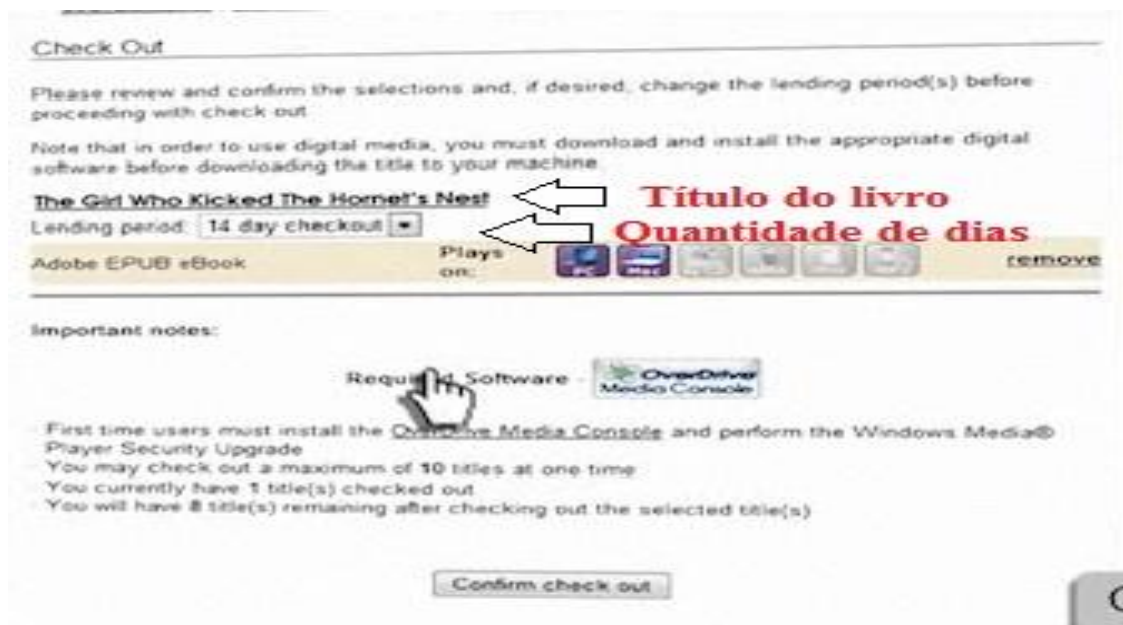 Check Out
Please review and confirm the selections and, if desired, change the lending period(s) before
proceeding with check out
Note that in order to use digital media, you must download and install the appropriate digital
software before downloading the title to your machine.
The Girl Who Kicked The Hornet's Nest Título do livro
Lending period: 14 day checkout Quantidade de dias
Adobe EPUB eBook Plays on: PC Mac remove
Important notes:
Required Software - OverDrive Media Console
· First time users must install the OverDrive Media Console and perform the Windows Media®
Player Security Upgrade
· You may check out a maximum of 10 titles at one time
· You currently have 1 title(s) checked out
· You will have 8 title(s) remaining after checking out the selected title(s)
Confirm check out